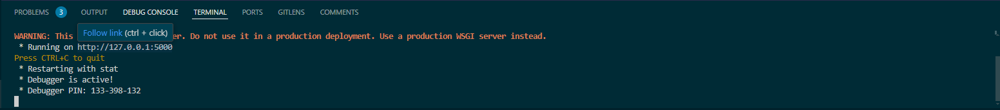 PROBLEMS 3 OUTPUT DEBUG CONSOLE TERMINAL PORTS GITLENS COMMENTS
Follow link (ctrl + click)
WARNING: This er. Do not use it in a production deployment. Use a production WSGI server instead.
* Running on http://127.0.0.1:5000
Press CTRL+C to quit
* Restarting with stat
* Debugger is active!
* Debugger PIN: 133-398-132